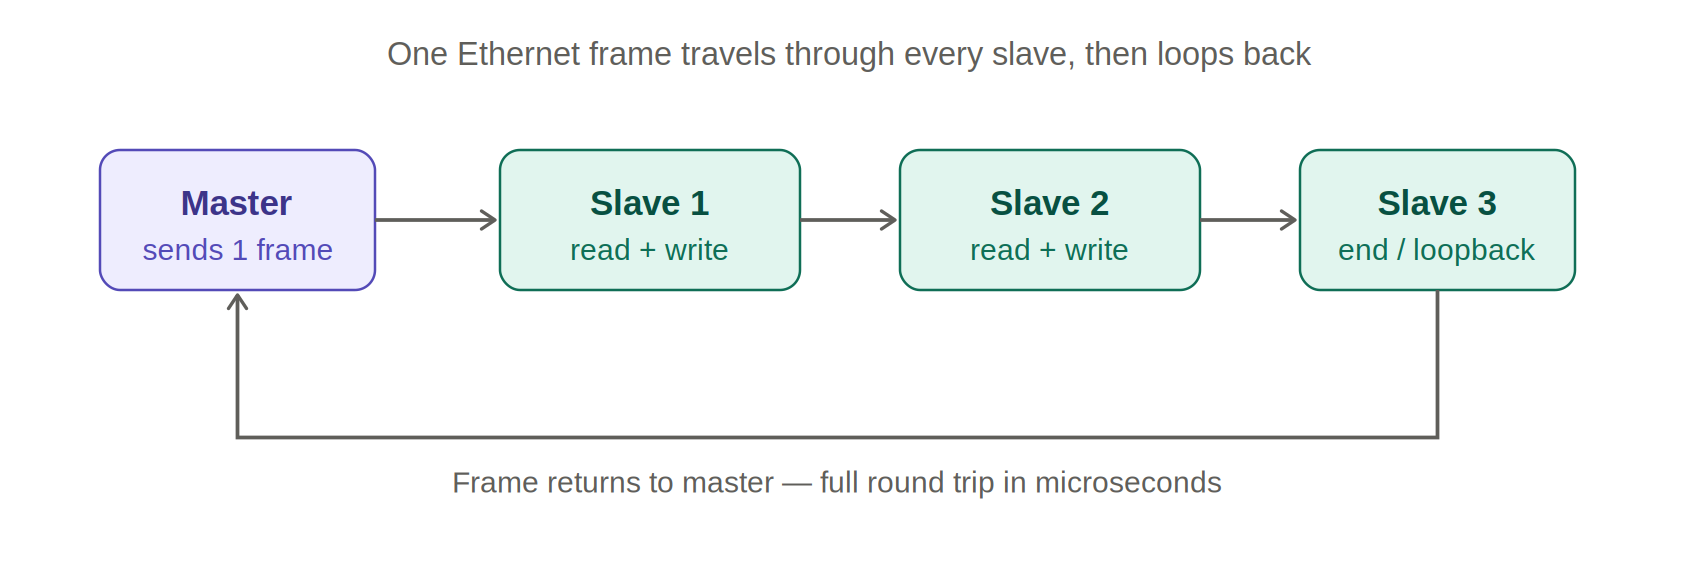 One Ethernet frame travels through every slave, then loops back
Master
sends 1 frame
Slave 1
read + write
Slave 2
read + write
Slave 3
end / loopback
Frame returns to master — full round trip in microseconds